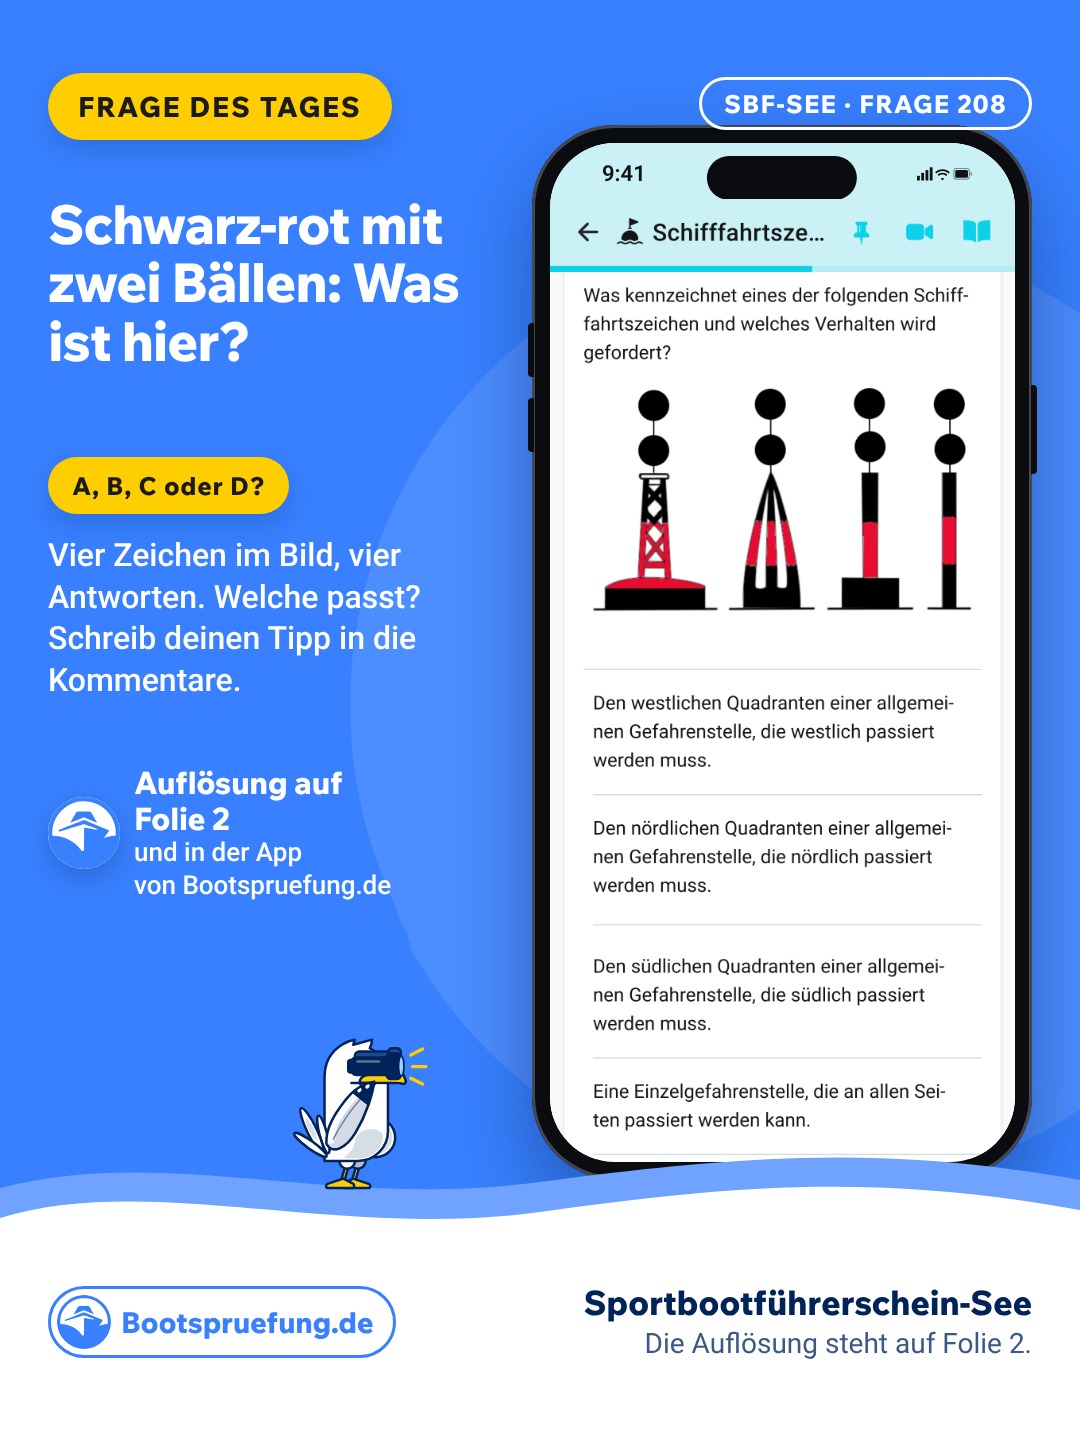 FRAGE DES TAGES
SBF-SEE · FRAGE 208
Schwarz-rot mit
zwei Bällen: Was
ist hier?
A, B, C oder D?
Vier Zeichen im Bild, vier
Antworten. Welche passt?
Schreib deinen Tipp in die
Kommentare.
Auflösung auf
Folie 2
und in der App
von Bootspruefung.de
9:41
Schifffahrtsze...
Was kennzeichnet eines der folgenden Schiff-
fahrtszeichen und welches Verhalten wird
gefordert?
Den westlichen Quadranten einer allgemei-
nen Gefahrenstelle, die westlich passiert
werden muss.
Den nördlichen Quadranten einer allgemei-
nen Gefahrenstelle, die nördlich passiert
werden muss.
Den südlichen Quadranten einer allgemei-
nen Gefahrenstelle, die südlich passiert
werden muss.
Eine Einzelgefahrenstelle, die an allen Sei-
ten passiert werden kann.
Bootspruefung.de
Sportbootführerschein-See
Die Auflösung steht auf Folie 2.